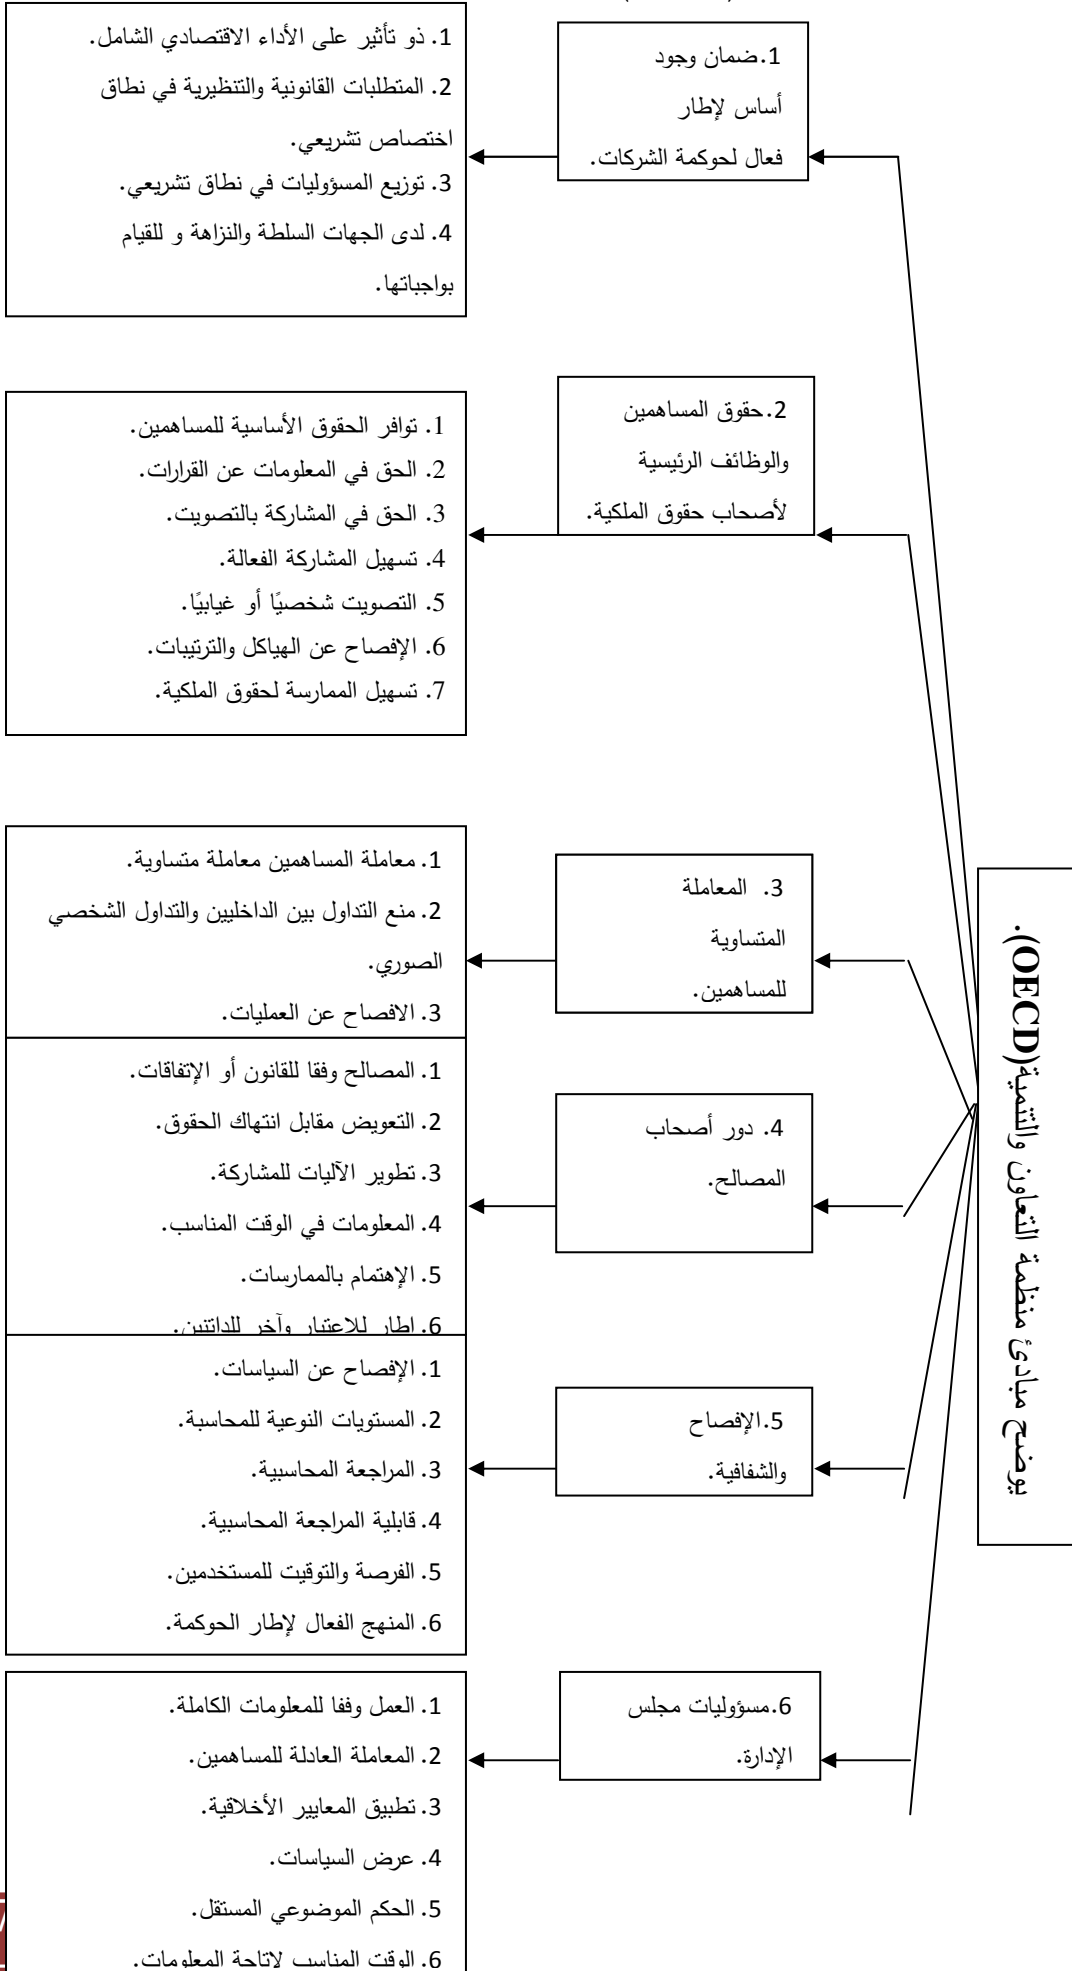 يوضح مبادئ منظمة التعاون والتنمية(OECD).
1.ضمان وجود
أساس لإطار
فعال لحوكمة الشركات.
1. ذو تأثير على الأداء الاقتصادي الشامل.
2. المتطلبات القانونية والتنظيرية في نطاق
اختصاص تشريعي.
3. توزيع المسؤوليات في نطاق تشريعي.
4. لدى الجهات السلطة والنزاهة و للقيام
بواجباتها.
2.حقوق المساهمين
والوظائف الرئيسية
لأصحاب حقوق الملكية.
1. توافر الحقوق الأساسية للمساهمين.
2. الحق في المعلومات عن القرارات.
3. الحق في المشاركة بالتصويت.
4. تسهيل المشاركة الفعالة.
5. التصويت شخصيًا أو غيابيًا.
6. الإفصاح عن الهياكل والترتيبات.
7. تسهيل الممارسة لحقوق الملكية.
3. المعاملة
المتساوية
للمساهمين.
1. معاملة المساهمين معاملة متساوية.
2. منع التداول بين الداخليين والتداول الشخصي
الصوري.
3. الافصاح عن العمليات.
4. دور أصحاب
المصالح.
1. المصالح وفقا للقانون أو الإتفاقات.
2. التعويض مقابل انتهاك الحقوق.
3. تطوير الآليات للمشاركة.
4. المعلومات في الوقت المناسب.
5. الإهتمام بالممارسات.
6. اطار للاعتبار وآخر للدائنين.
5.الإفصاح
والشفافية.
1. الإفصاح عن السياسات.
2. المستويات النوعية للمحاسبة.
3. المراجعة المحاسبية.
4. قابلية المراجعة المحاسبية.
5. الفرصة والتوقيت للمستخدمين.
6. المنهج الفعال لإطار الحوكمة.
6.مسؤوليات مجلس
الإدارة.
1. العمل وفقا للمعلومات الكاملة.
2. المعاملة العادلة للمساهمين.
3. تطبيق المعايير الأخلاقية.
4. عرض السياسات.
5. الحكم الموضوعي المستقل.
6. الوقت المناسب لاتاحة المعلومات.